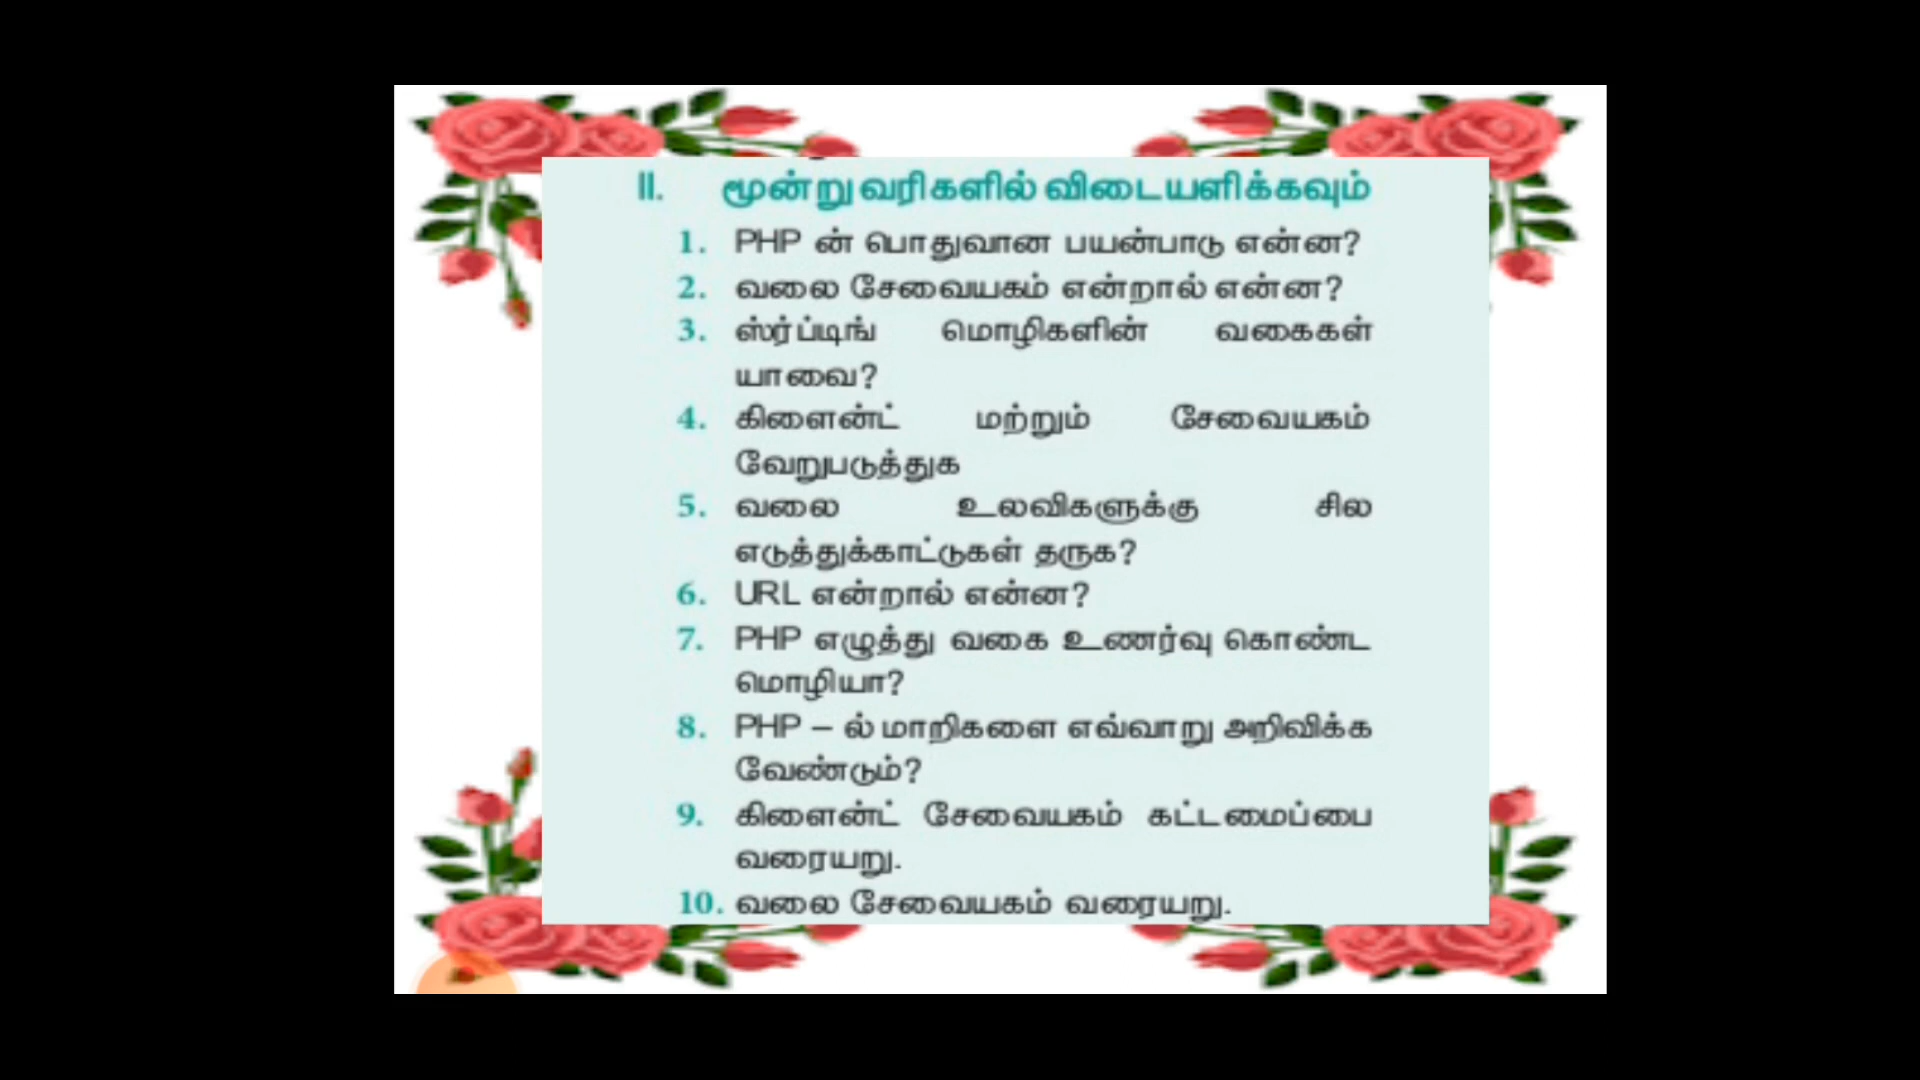 II. மூன்று வரிகளில் விடையளிக்கவும்
1. PHP ன் பொதுவான பயன்பாடு என்ன?
2. வலை சேவையகம் என்றால் என்ன?
3. ஸ்ர்ப்டிங் மொழிகளின் வகைகள்
யாவை?
4. கிளைன்ட் மற்றும் சேவையகம்
வேறுபடுத்துக
5. வலை உலவிகளுக்கு சில
எடுத்துக்காட்டுகள் தருக?
6. URL என்றால் என்ன?
7. PHP எழுத்து வகை உணர்வு கொண்ட
மொழியா?
8. PHP – ல் மாறிகளை எவ்வாறு அறிவிக்க
வேண்டும்?
9. கிளைன்ட் சேவையகம் கட்டமைப்பை
வரையறு.
10. வலை சேவையகம் வரையறு.